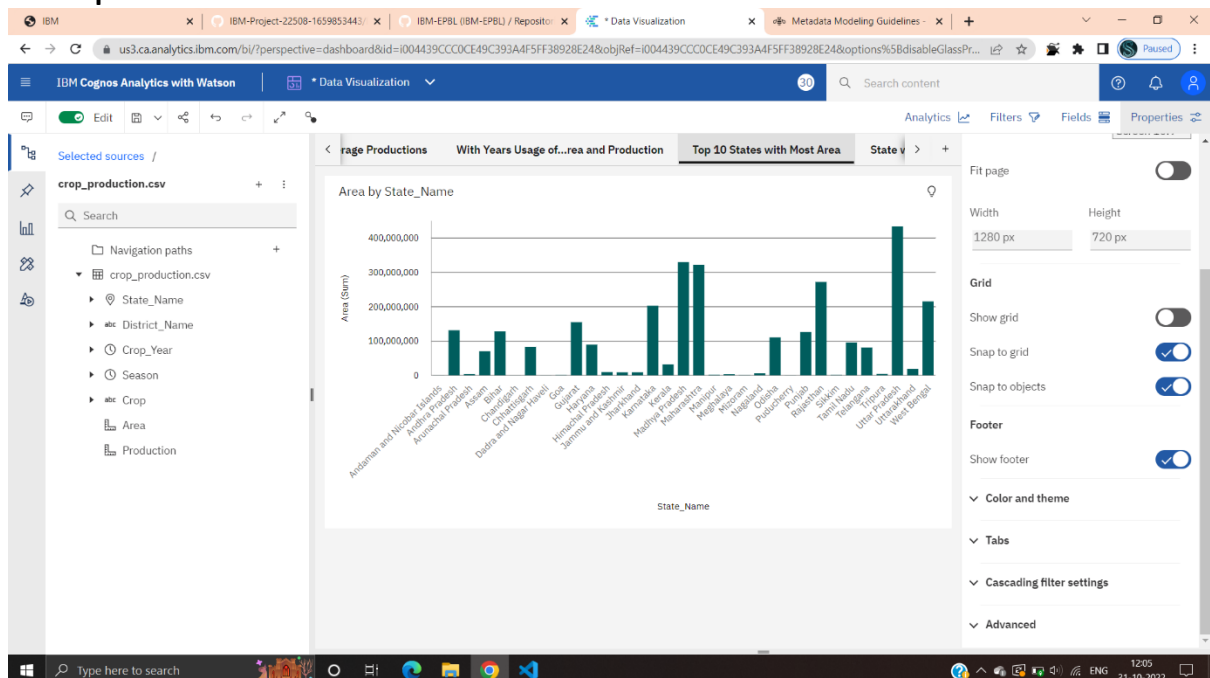 IBM
IBM-Project-22508-1659853443/
IBM-EPBL (IBM-EPBL) / Repositor
* Data Visualization
Metadata Modeling Guidelines -
us3.ca.analytics.ibm.com/bi/?perspective=dashboard&id=i004439CCC0CE49C393A4F5FF38928E24&objRef=i004439CCC0CE49C393A4F5FF38928E24&options%5BdisableGlassPr...
Paused
IBM Cognos Analytics with Watson
* Data Visualization
30
Search content
Edit
Analytics
Filters
Fields
Properties
Selected sources /
rage Productions
With Years Usage of...rea and Production
Top 10 States with Most Area
State
crop_production.csv
Search
Navigation paths
crop_production.csv
State_Name
abc District_Name
Crop_Year
Season
abc Crop
Area
Production
Area by State_Name
Area (Sum)
400,000,000
300,000,000
200,000,000
100,000,000
0
Andaman and Nicobar Islands
Andhra Pradesh
Arunachal Pradesh
Assam
Bihar
Chandigarh
Chhattisgarh
Dadra and Nagar Haveli
Goa
Gujarat
Haryana
Himachal Pradesh
Jammu and Kashmir
Jharkhand
Karnataka
Kerala
Madhya Pradesh
Maharashtra
Manipur
Meghalaya
Mizoram
Nagaland
Odisha
Puducherry
Punjab
Rajasthan
Sikkim
Tamil Nadu
Telangana
Tripura
Uttar Pradesh
Uttarakhand
West Bengal
State_Name
Fit page
Width
Height
1280 px
720 px
Grid
Show grid
Snap to grid
Snap to objects
Footer
Show footer
Color and theme
Tabs
Cascading filter settings
Advanced
Type here to search
ENG
12:05
31-10-2022